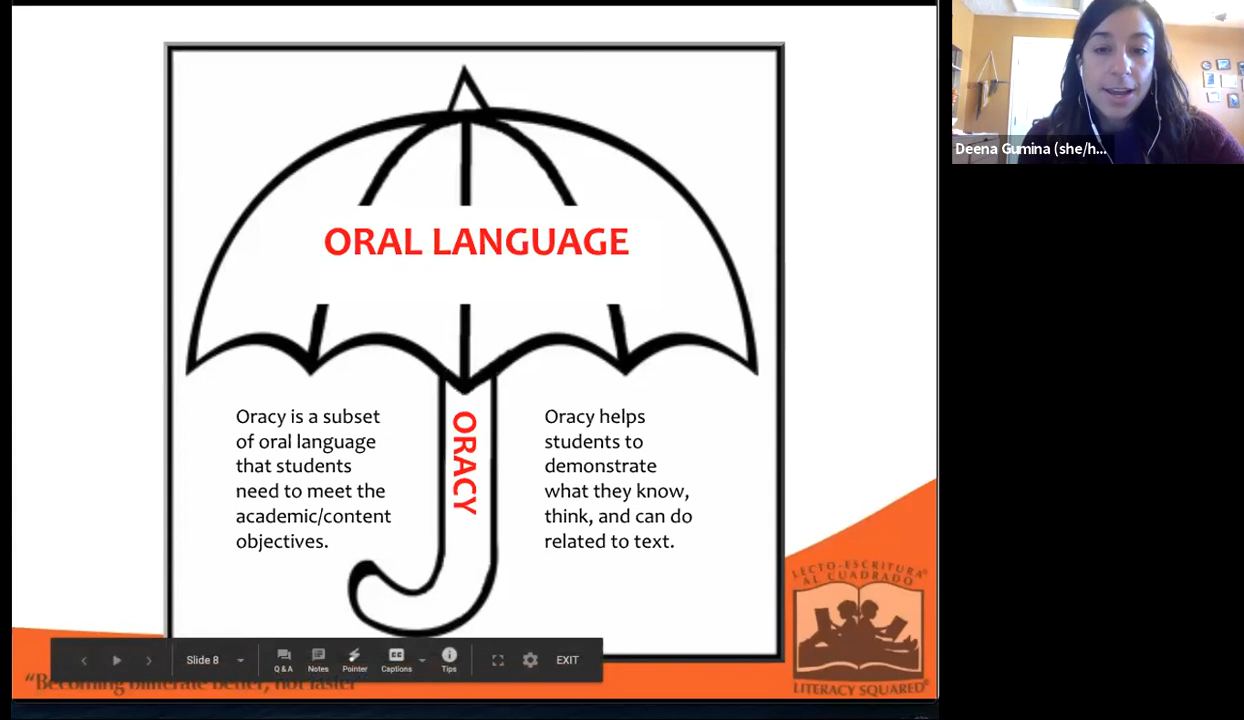 ORAL LANGUAGE
Oracy is a subset
of oral language
that students
need to meet the
academic/content
objectives.
ORACY
Oracy helps
students to
demonstrate
what they know,
think, and can do
related to text.
LECTO-ESCRITURA®
AL CUADRADO
LITERACY SQUARED®
Slide 8
Q & A
Notes
Pointer
CC
Captions
Tips
EXIT
"Becoming biliterate better, not faster"
Deena Gumina (she/h...